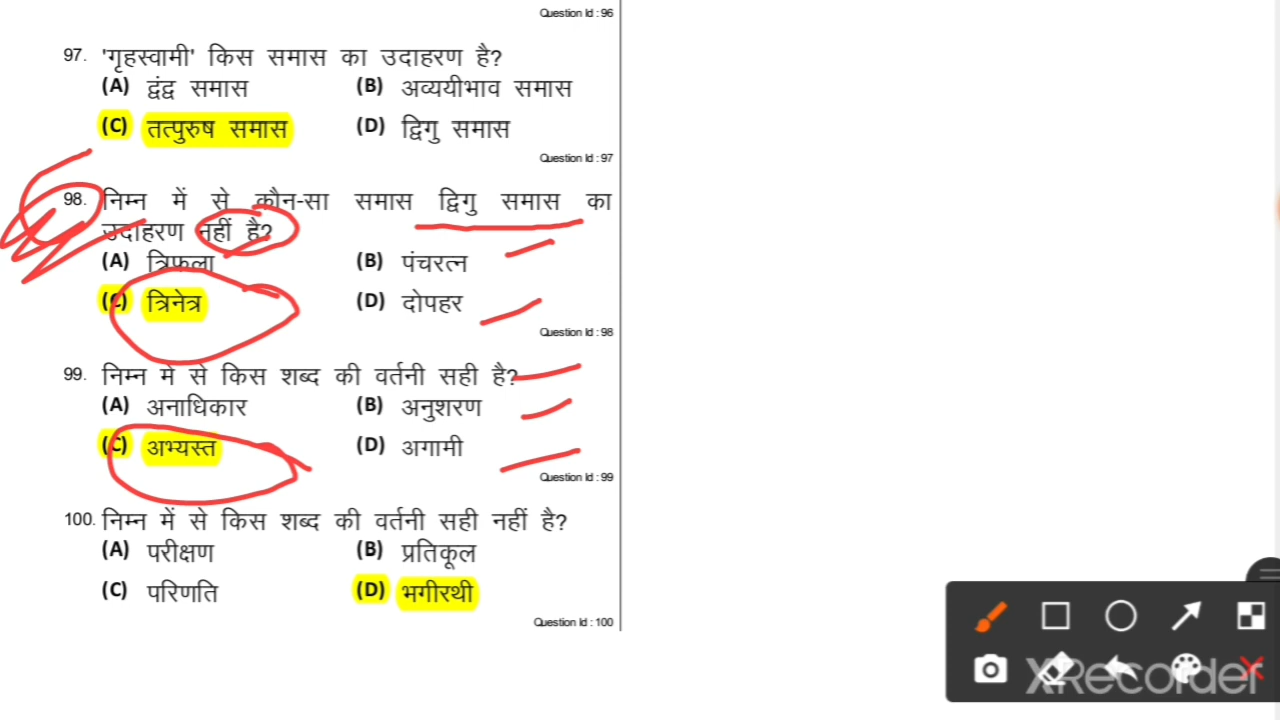 Question Id : 96
97. 'गृहस्वामी' किस समास का उदाहरण है?
(A) द्वंद्व समास (B) अव्ययीभाव समास
(C) तत्पुरुष समास (D) द्विगु समास
Question Id : 97
98. निम्न में से कौन-सा समास द्विगु समास का
उदाहरण नहीं है?
(A) त्रिफला (B) पंचरत्न
(C) त्रिनेत्र (D) दोपहर
Question Id : 98
99. निम्न में से किस शब्द की वर्तनी सही है?
(A) अनाधिकार (B) अनुशरण
(C) अभ्यस्त (D) अगामी
Question Id : 99
100. निम्न में से किस शब्द की वर्तनी सही नहीं है?
(A) परीक्षण (B) प्रतिकूल
(C) परिणति (D) भगीरथी
Question Id : 100
XRecorder